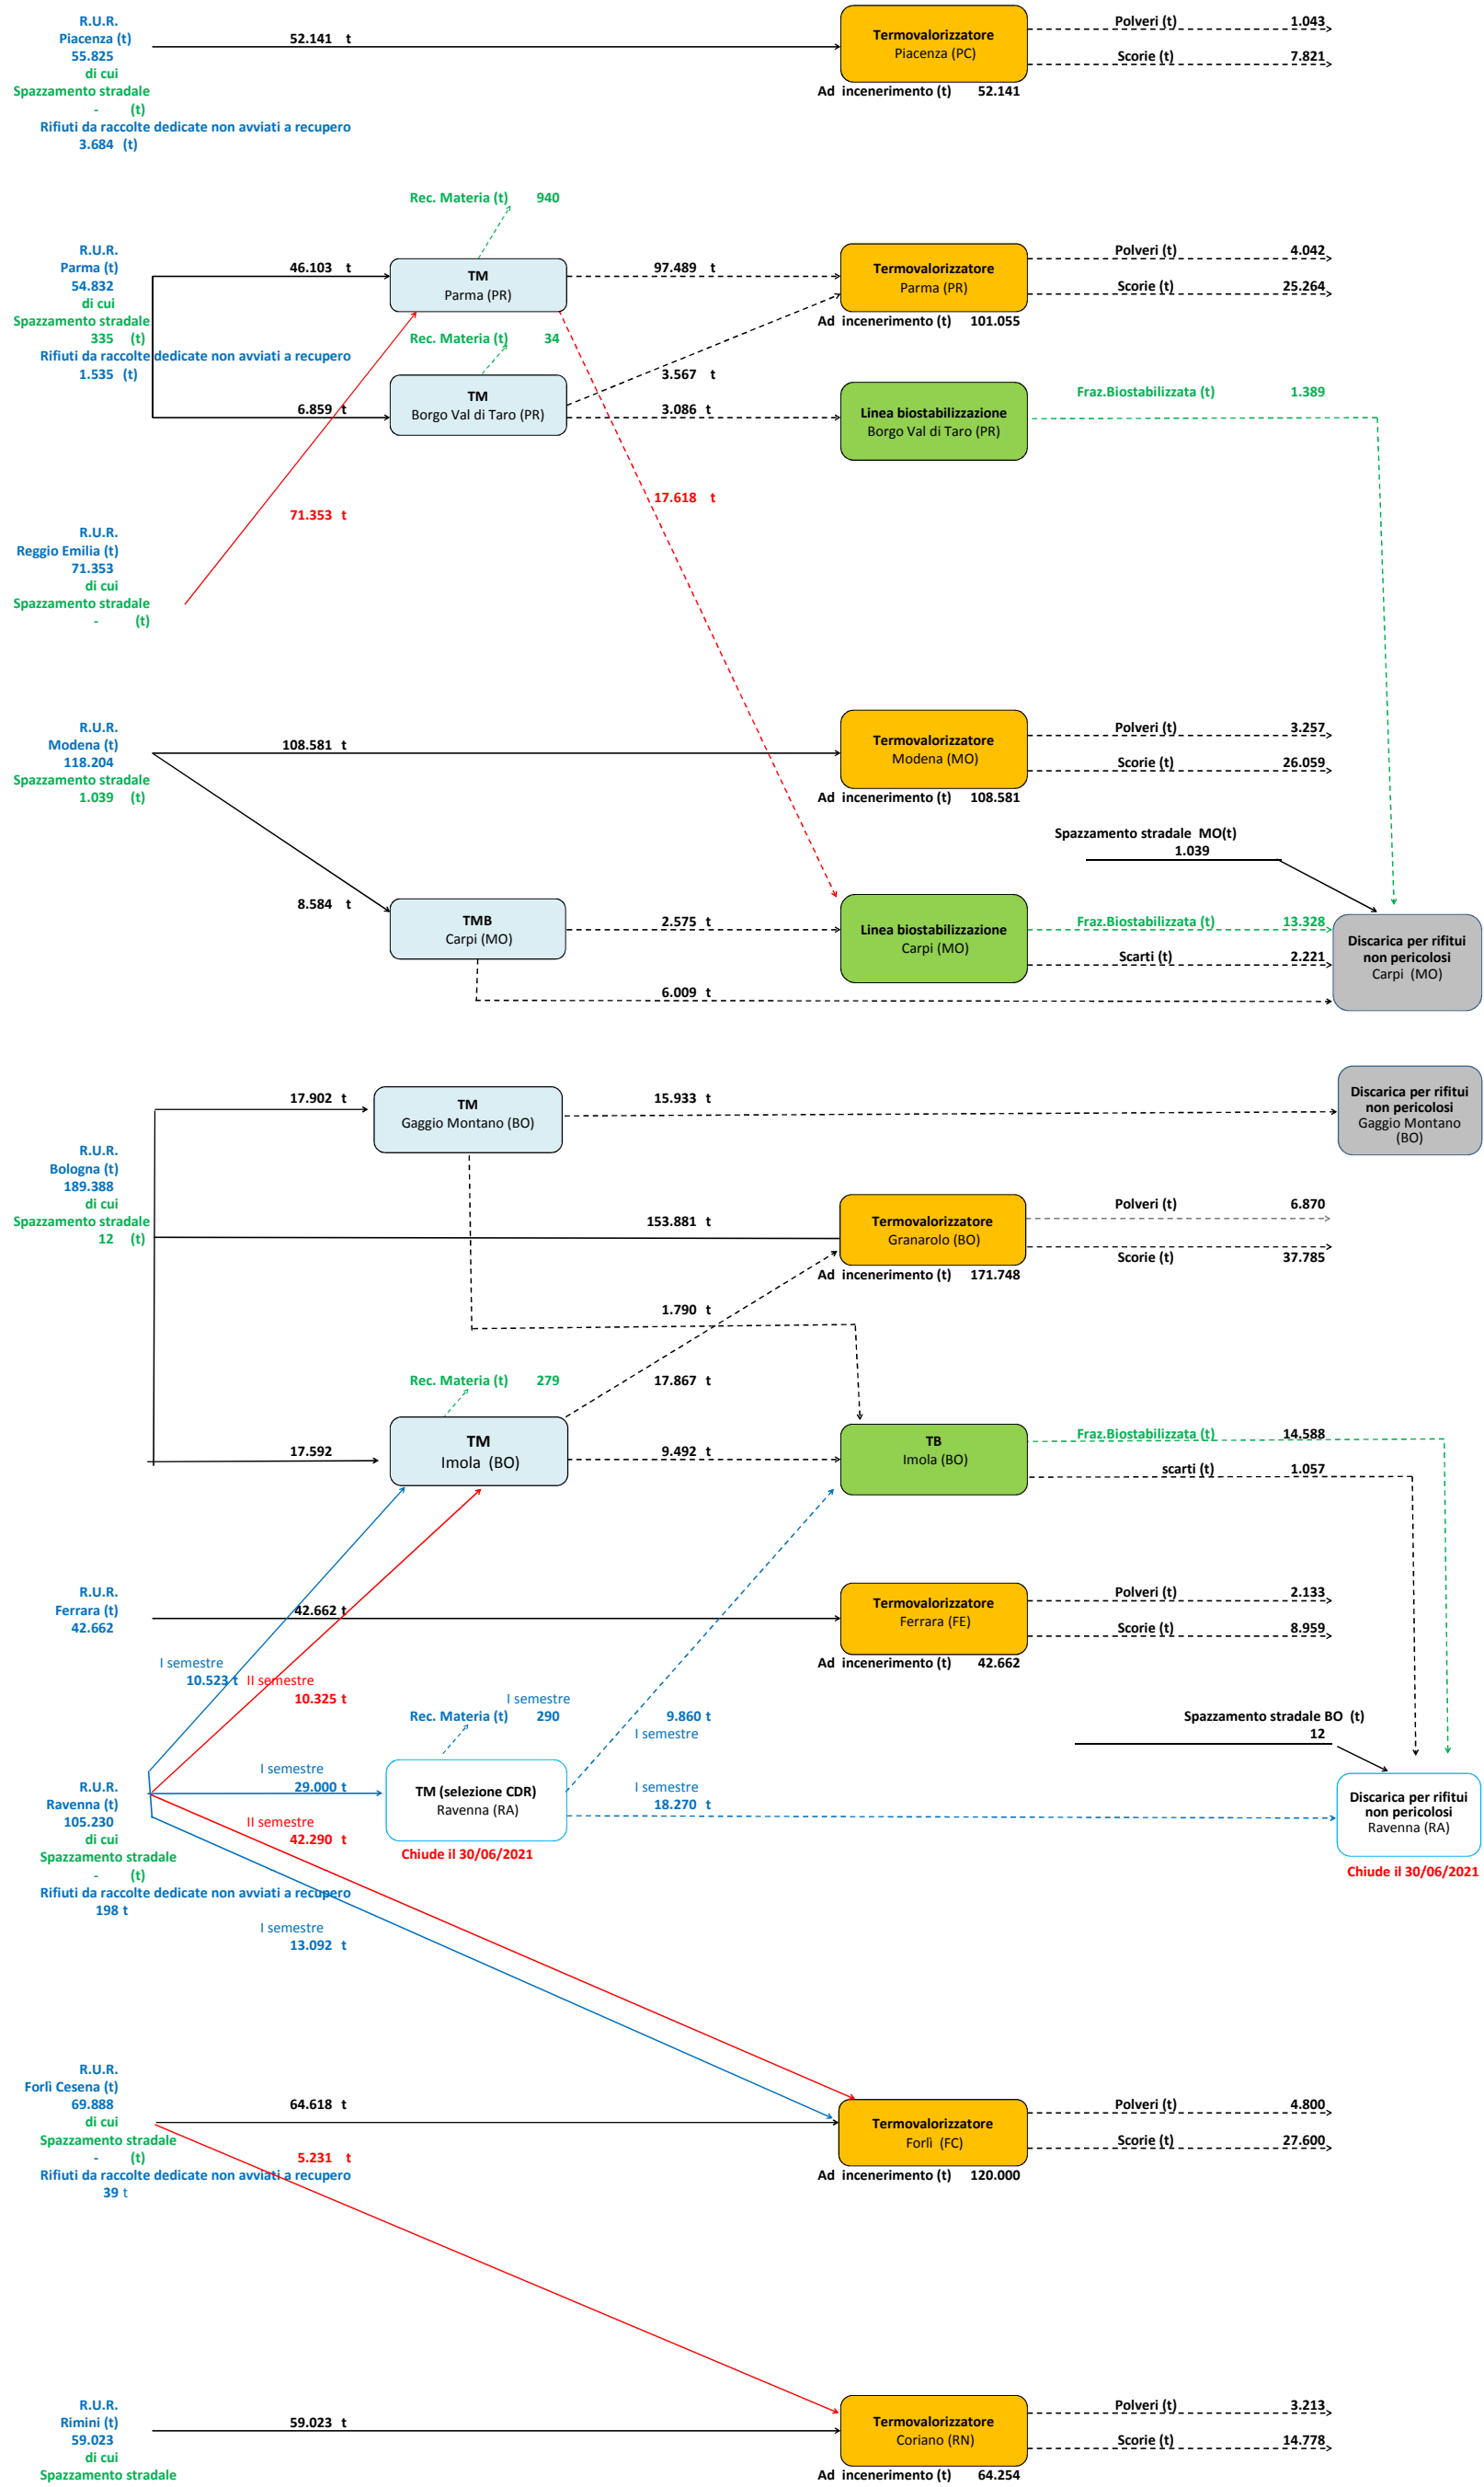 R.U.R.
Piacenza (t)
55.825
di cui
Spazzamento stradale
- (t)
Rifiuti da raccolte dedicate non avviati a recupero
3.684 (t)
52.141 t
Termovalorizzatore
Piacenza (PC)
Ad incenerimento (t) 52.141
Polveri (t) 1.043
Scorie (t) 7.821
R.U.R.
Parma (t)
54.832
di cui
Spazzamento stradale
335 (t)
Rifiuti da raccolte dedicate non avviati a recupero
1.535 (t)
Rec. Materia (t) 940
46.103 t
TM
Parma (PR)
97.489 t
Termovalorizzatore
Parma (PR)
Ad incenerimento (t) 101.055
Polveri (t) 4.042
Scorie (t) 25.264
Rec. Materia (t) 34
6.859 t
TM
Borgo Val di Taro (PR)
3.567 t
3.086 t
Linea biostabilizzazione
Borgo Val di Taro (PR)
Fraz.Biostabilizzata (t) 1.389
17.618 t
71.353 t
R.U.R.
Reggio Emilia (t)
71.353
di cui
Spazzamento stradale
- (t)
R.U.R.
Modena (t)
118.204
Spazzamento stradale
1.039 (t)
108.581 t
Termovalorizzatore
Modena (MO)
Ad incenerimento (t) 108.581
Polveri (t) 3.257
Scorie (t) 26.059
Spazzamento stradale MO(t)
1.039
8.584 t
TMB
Carpi (MO)
2.575 t
6.009 t
Linea biostabilizzazione
Carpi (MO)
Fraz.Biostabilizzata (t) 13.328
Scarti (t) 2.221
Discarica per rifitui
non pericolosi
Carpi (MO)
17.902 t
TM
Gaggio Montano (BO)
15.933 t
Discarica per rifitui
non pericolosi
Gaggio Montano
(BO)
R.U.R.
Bologna (t)
189.388
di cui
Spazzamento stradale
12 (t)
153.881 t
Termovalorizzatore
Granarolo (BO)
Ad incenerimento (t) 171.748
Polveri (t) 6.870
Scorie (t) 37.785
1.790 t
Rec. Materia (t) 279
17.867 t
17.592
TM
Imola (BO)
9.492 t
TB
Imola (BO)
Fraz.Biostabilizzata (t) 14.588
scarti (t) 1.057
R.U.R.
Ferrara (t)
42.662
42.662 t
Termovalorizzatore
Ferrara (FE)
Ad incenerimento (t) 42.662
Polveri (t) 2.133
Scorie (t) 8.959
I semestre
10.523 t
II semestre
10.325 t
I semestre
Rec. Materia (t) 290
9.860 t
I semestre
Spazzamento stradale BO (t)
12
R.U.R.
Ravenna (t)
105.230
di cui
Spazzamento stradale
- (t)
Rifiuti da raccolte dedicate non avviati a recupero
198 t
I semestre
29.000 t
TM (selezione CDR)
Ravenna (RA)
Chiude il 30/06/2021
I semestre
18.270 t
Discarica per rifitui
non pericolosi
Ravenna (RA)
Chiude il 30/06/2021
II semestre
42.290 t
I semestre
13.092 t
R.U.R.
Forlì Cesena (t)
69.888
di cui
Spazzamento stradale
- (t)
Rifiuti da raccolte dedicate non avviati a recupero
39 t
64.618 t
5.231 t
Termovalorizzatore
Forlì (FC)
Ad incenerimento (t) 120.000
Polveri (t) 4.800
Scorie (t) 27.600
R.U.R.
Rimini (t)
59.023
di cui
Spazzamento stradale
59.023 t
Termovalorizzatore
Coriano (RN)
Ad incenerimento (t) 64.254
Polveri (t) 3.213
Scorie (t) 14.778